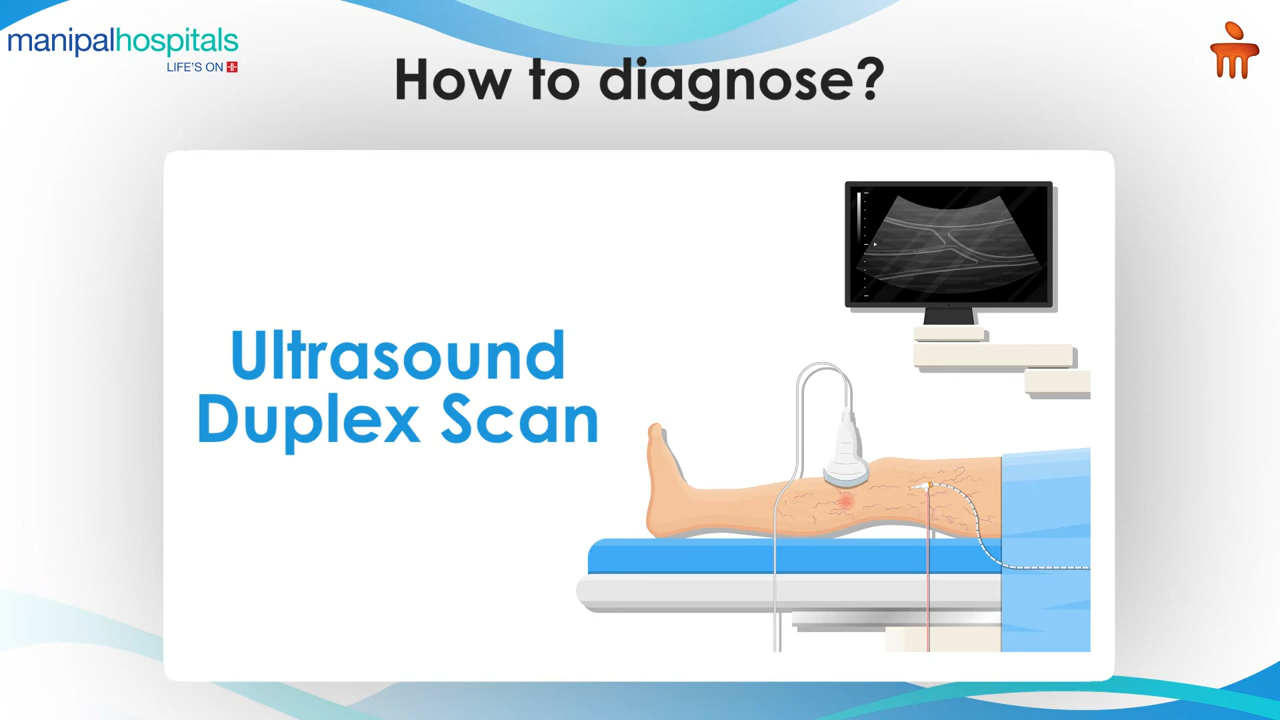 manipalhospitals
LIFE'S ON
How to diagnose?
Ultrasound
Duplex Scan